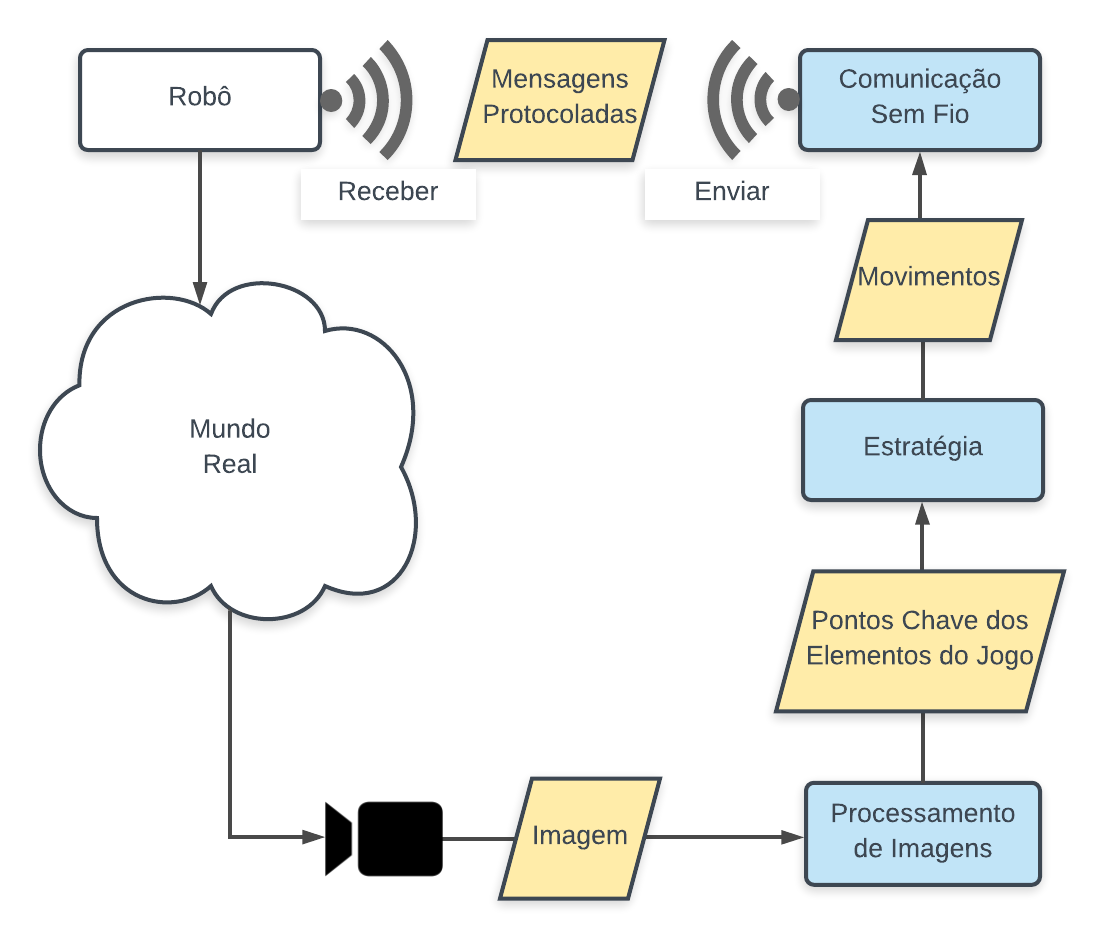 Robô
Mensagens
Protocoladas
Comunicação
Sem Fio
Receber
Enviar
Movimentos
Mundo
Real
Estratégia
Pontos Chave dos
Elementos do Jogo
Imagem
Processamento
de Imagens